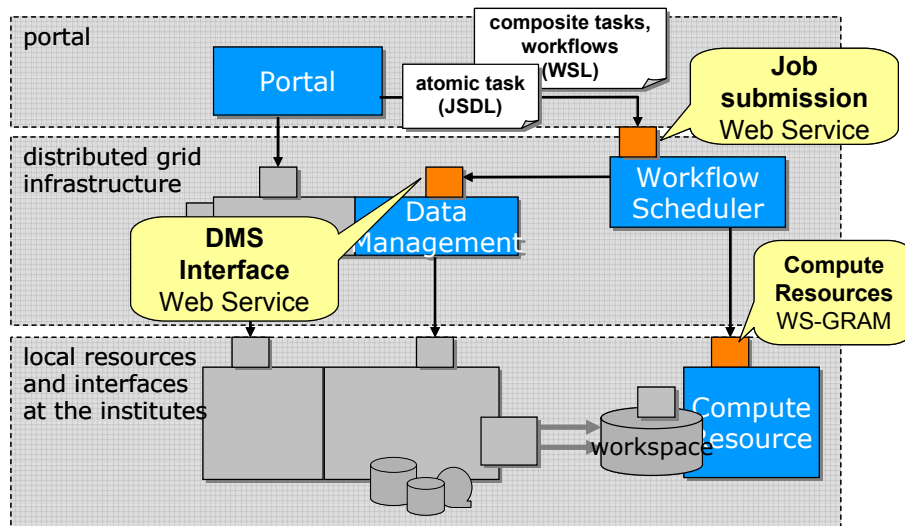 portal
composite tasks,
workflows
(WSL)
Portal
atomic task
(JSDL)
Job
submission
Web Service
distributed grid
infrastructure
Workflow
Scheduler
Data
Management
DMS
Interface
Web Service
Compute
Resources
WS-GRAM
local resources
and interfaces
at the institutes
Compute
Resource
workspace